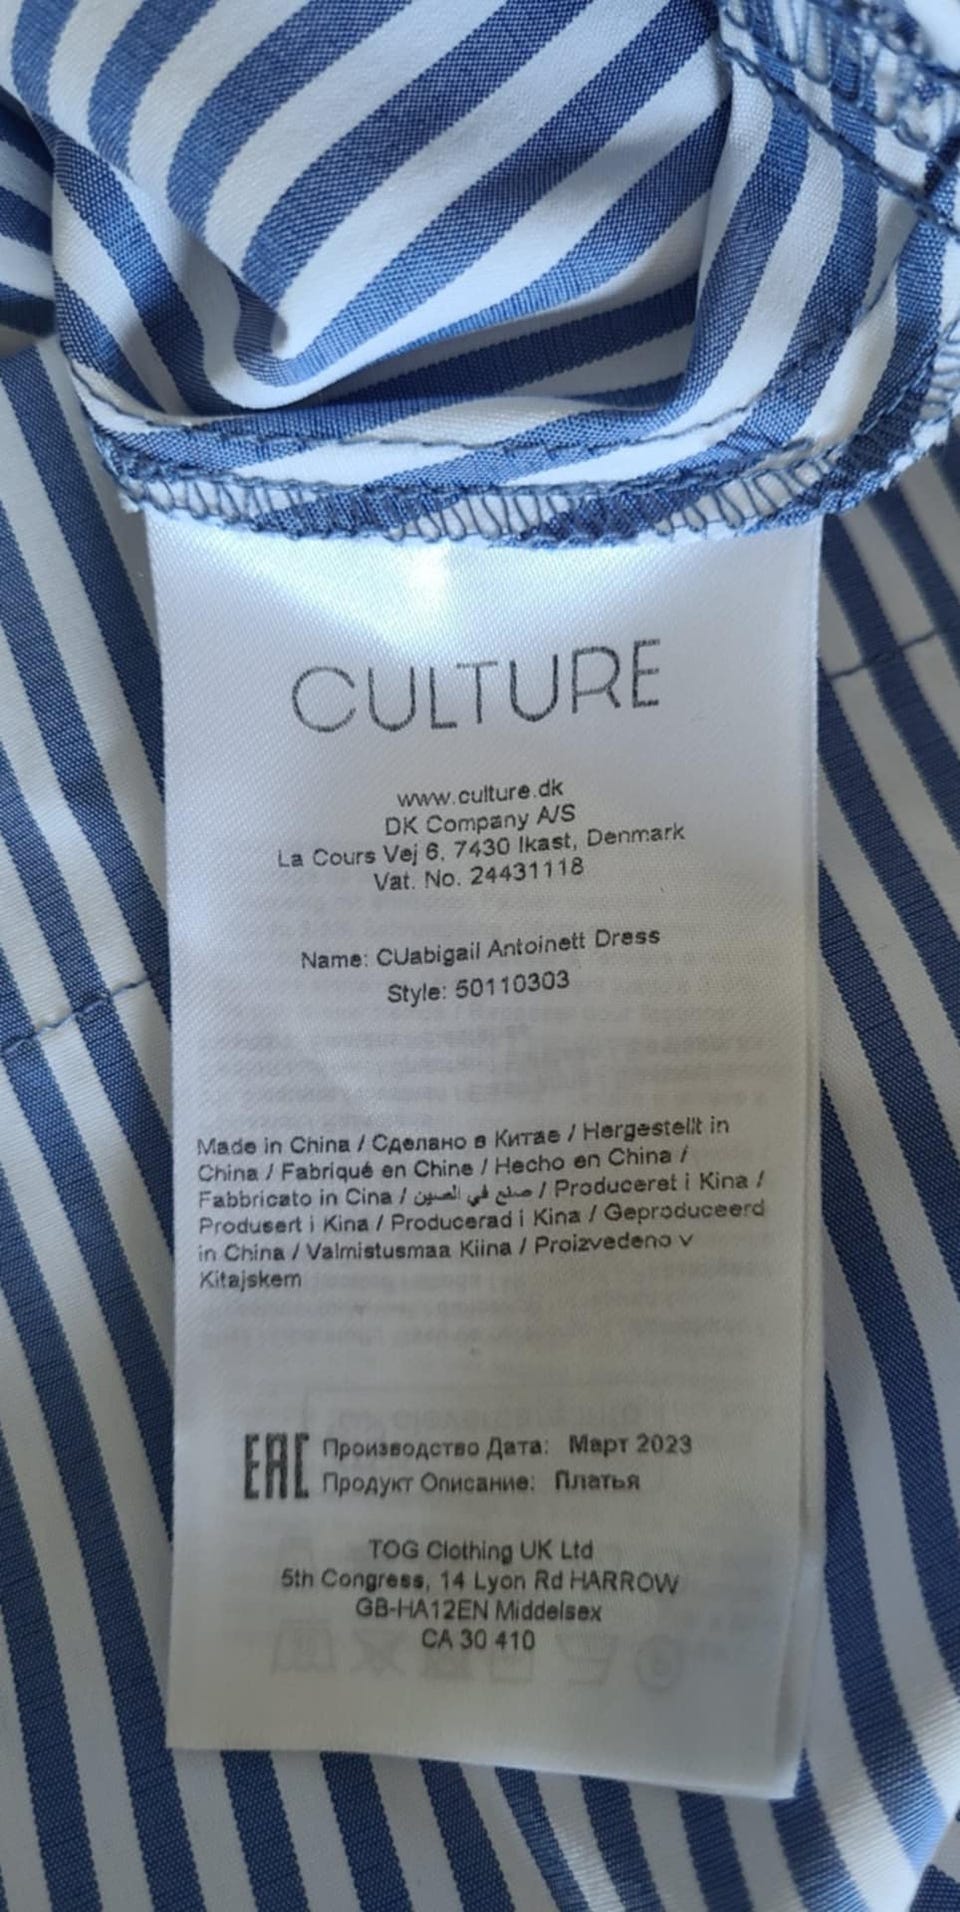 CULTURE
www.culture.dk
DK Company A/S
La Cours Vej 6, 7430 Ikast, Denmark
Vat. No. 24431118
Name: CUabigail Antoinett Dress
Style: 50110303
Made in China / Сделано в Китае / Hergestellt in
China / Fabriqué en Chine / Hecho en China /
Fabbricato in Cina / صنع في الصين / Produceret i Kina /
Produsert i Kina / Producerad i Kina / Geproduceerd
in China / Valmistusmaa Kiina / Proizvedeno v
Kitajskem
EAC Производство Дата: Март 2023
Продукт Описание: Платья
TOG Clothing UK Ltd
5th Congress, 14 Lyon Rd HARROW
GB-HA12EN Middelsex
CA 30 410